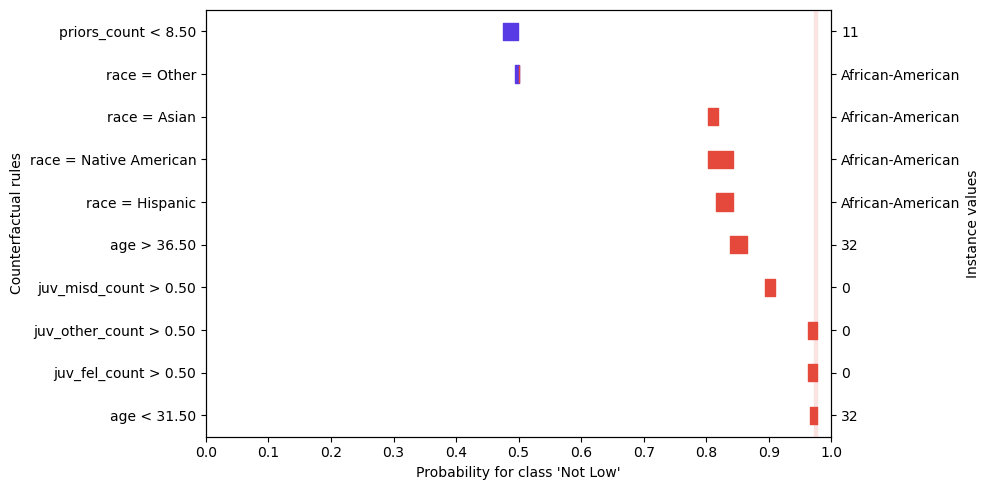 Counterfactual rules
priors_count < 8.50
11
race = Other
African-American
race = Asian
African-American
race = Native American
African-American
race = Hispanic
African-American
age > 36.50
32
juv_misd_count > 0.50
0
juv_other_count > 0.50
0
juv_fel_count > 0.50
0
age < 31.50
32
Instance values
0.0 0.1 0.2 0.3 0.4 0.5 0.6 0.7 0.8 0.9 1.0
Probability for class 'Not Low'